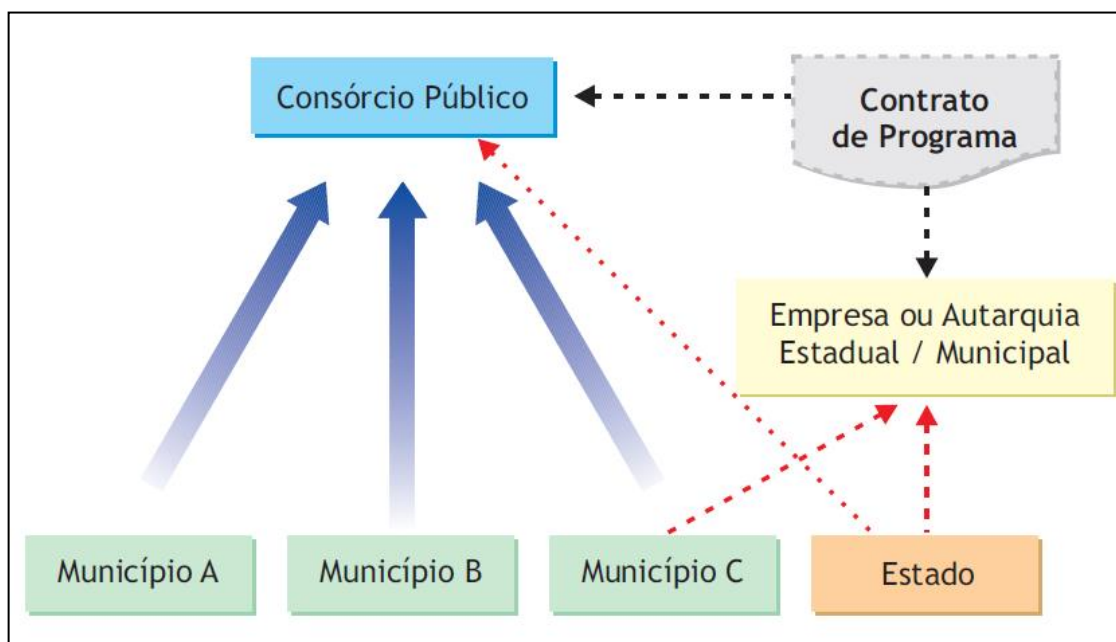 Consórcio Público
Contrato
de Programa
Empresa ou Autarquia
Estadual / Municipal
Município A
Município B
Município C
Estado